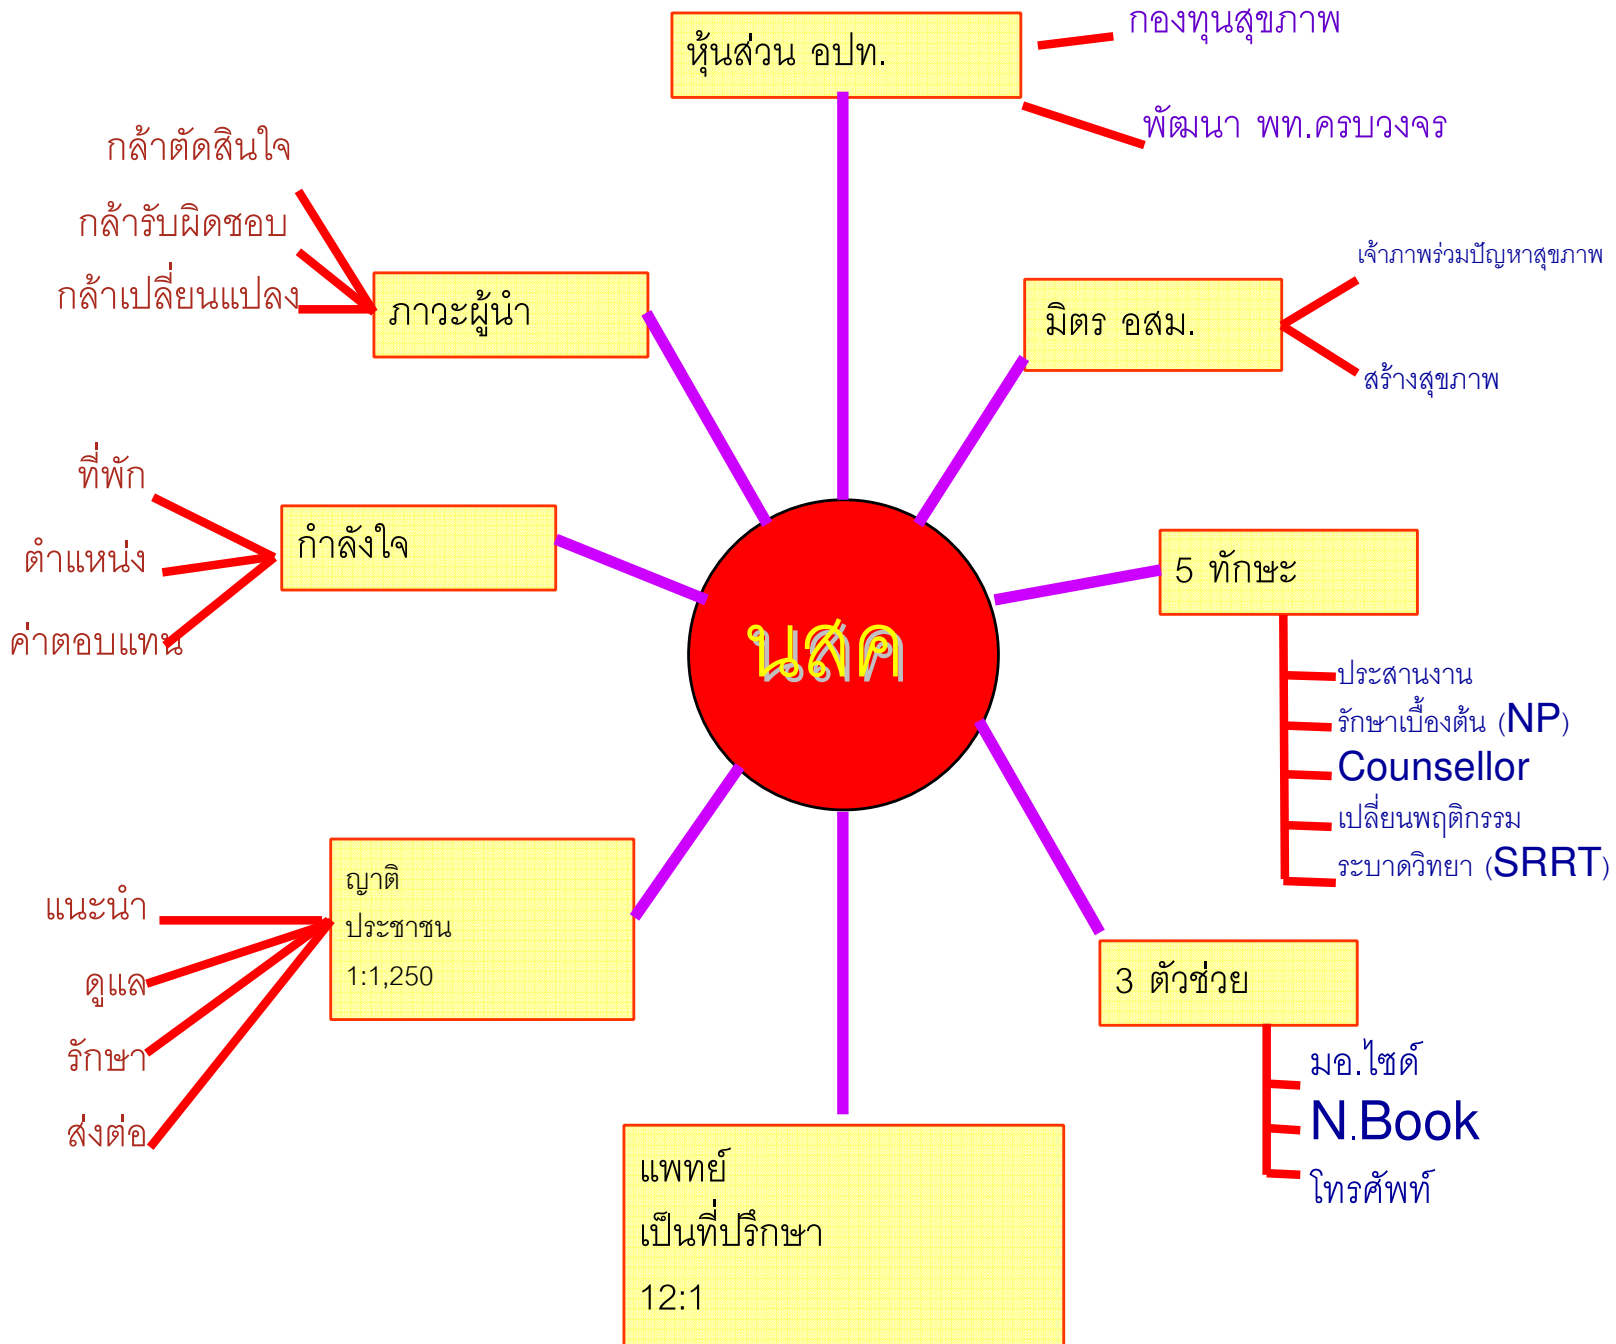 หุ้นส่วน อปท.
กองทุนสุขภาพ
พัฒนา พท.ครบวงจร
กล้าตัดสินใจ
กล้ารับผิดชอบ
กล้าเปลี่ยนแปลง
ภาวะผู้นำ
มิตร อสม.
เจ้าภาพร่วมปัญหาสุขภาพ
สร้างสุขภาพ
ที่พัก
ตำแหน่ง
ค่าตอบแทน
กำลังใจ
นสค
5 ทักษะ
ประสานงาน
รักษาเบื้องต้น (NP)
Counsellor
เปลี่ยนพฤติกรรม
ระบาดวิทยา (SRRT)
แนะนำ
ดูแล
รักษา
ส่งต่อ
ญาติ
ประชาชน
1:1,250
3 ตัวช่วย
มอ.ไซด์
N.Book
โทรศัพท์
แพทย์
เป็นที่ปรึกษา
12:1